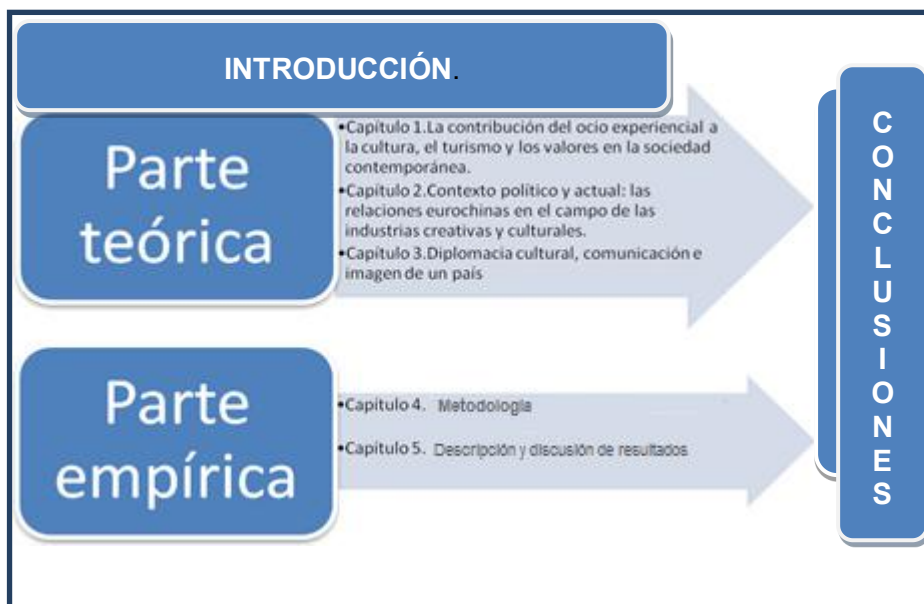 INTRODUCCIÓN.
Parte
teórica
•Capítulo 1.La contribución del ocio experiencial a
la cultura, el turismo y los valores en la sociedad
contemporánea.
•Capítulo 2.Contexto político y actual: las
relaciones eurochinas en el campo de las
industrias creativas y culturales.
•Capítulo 3.Diplomacia cultural, comunicación e
imagen de un país
Parte
empírica
•Capítulo 4. Metodología
•Capítulo 5. Descripción y discusión de resultados
C
O
N
C
L
U
S
I
O
N
E
S